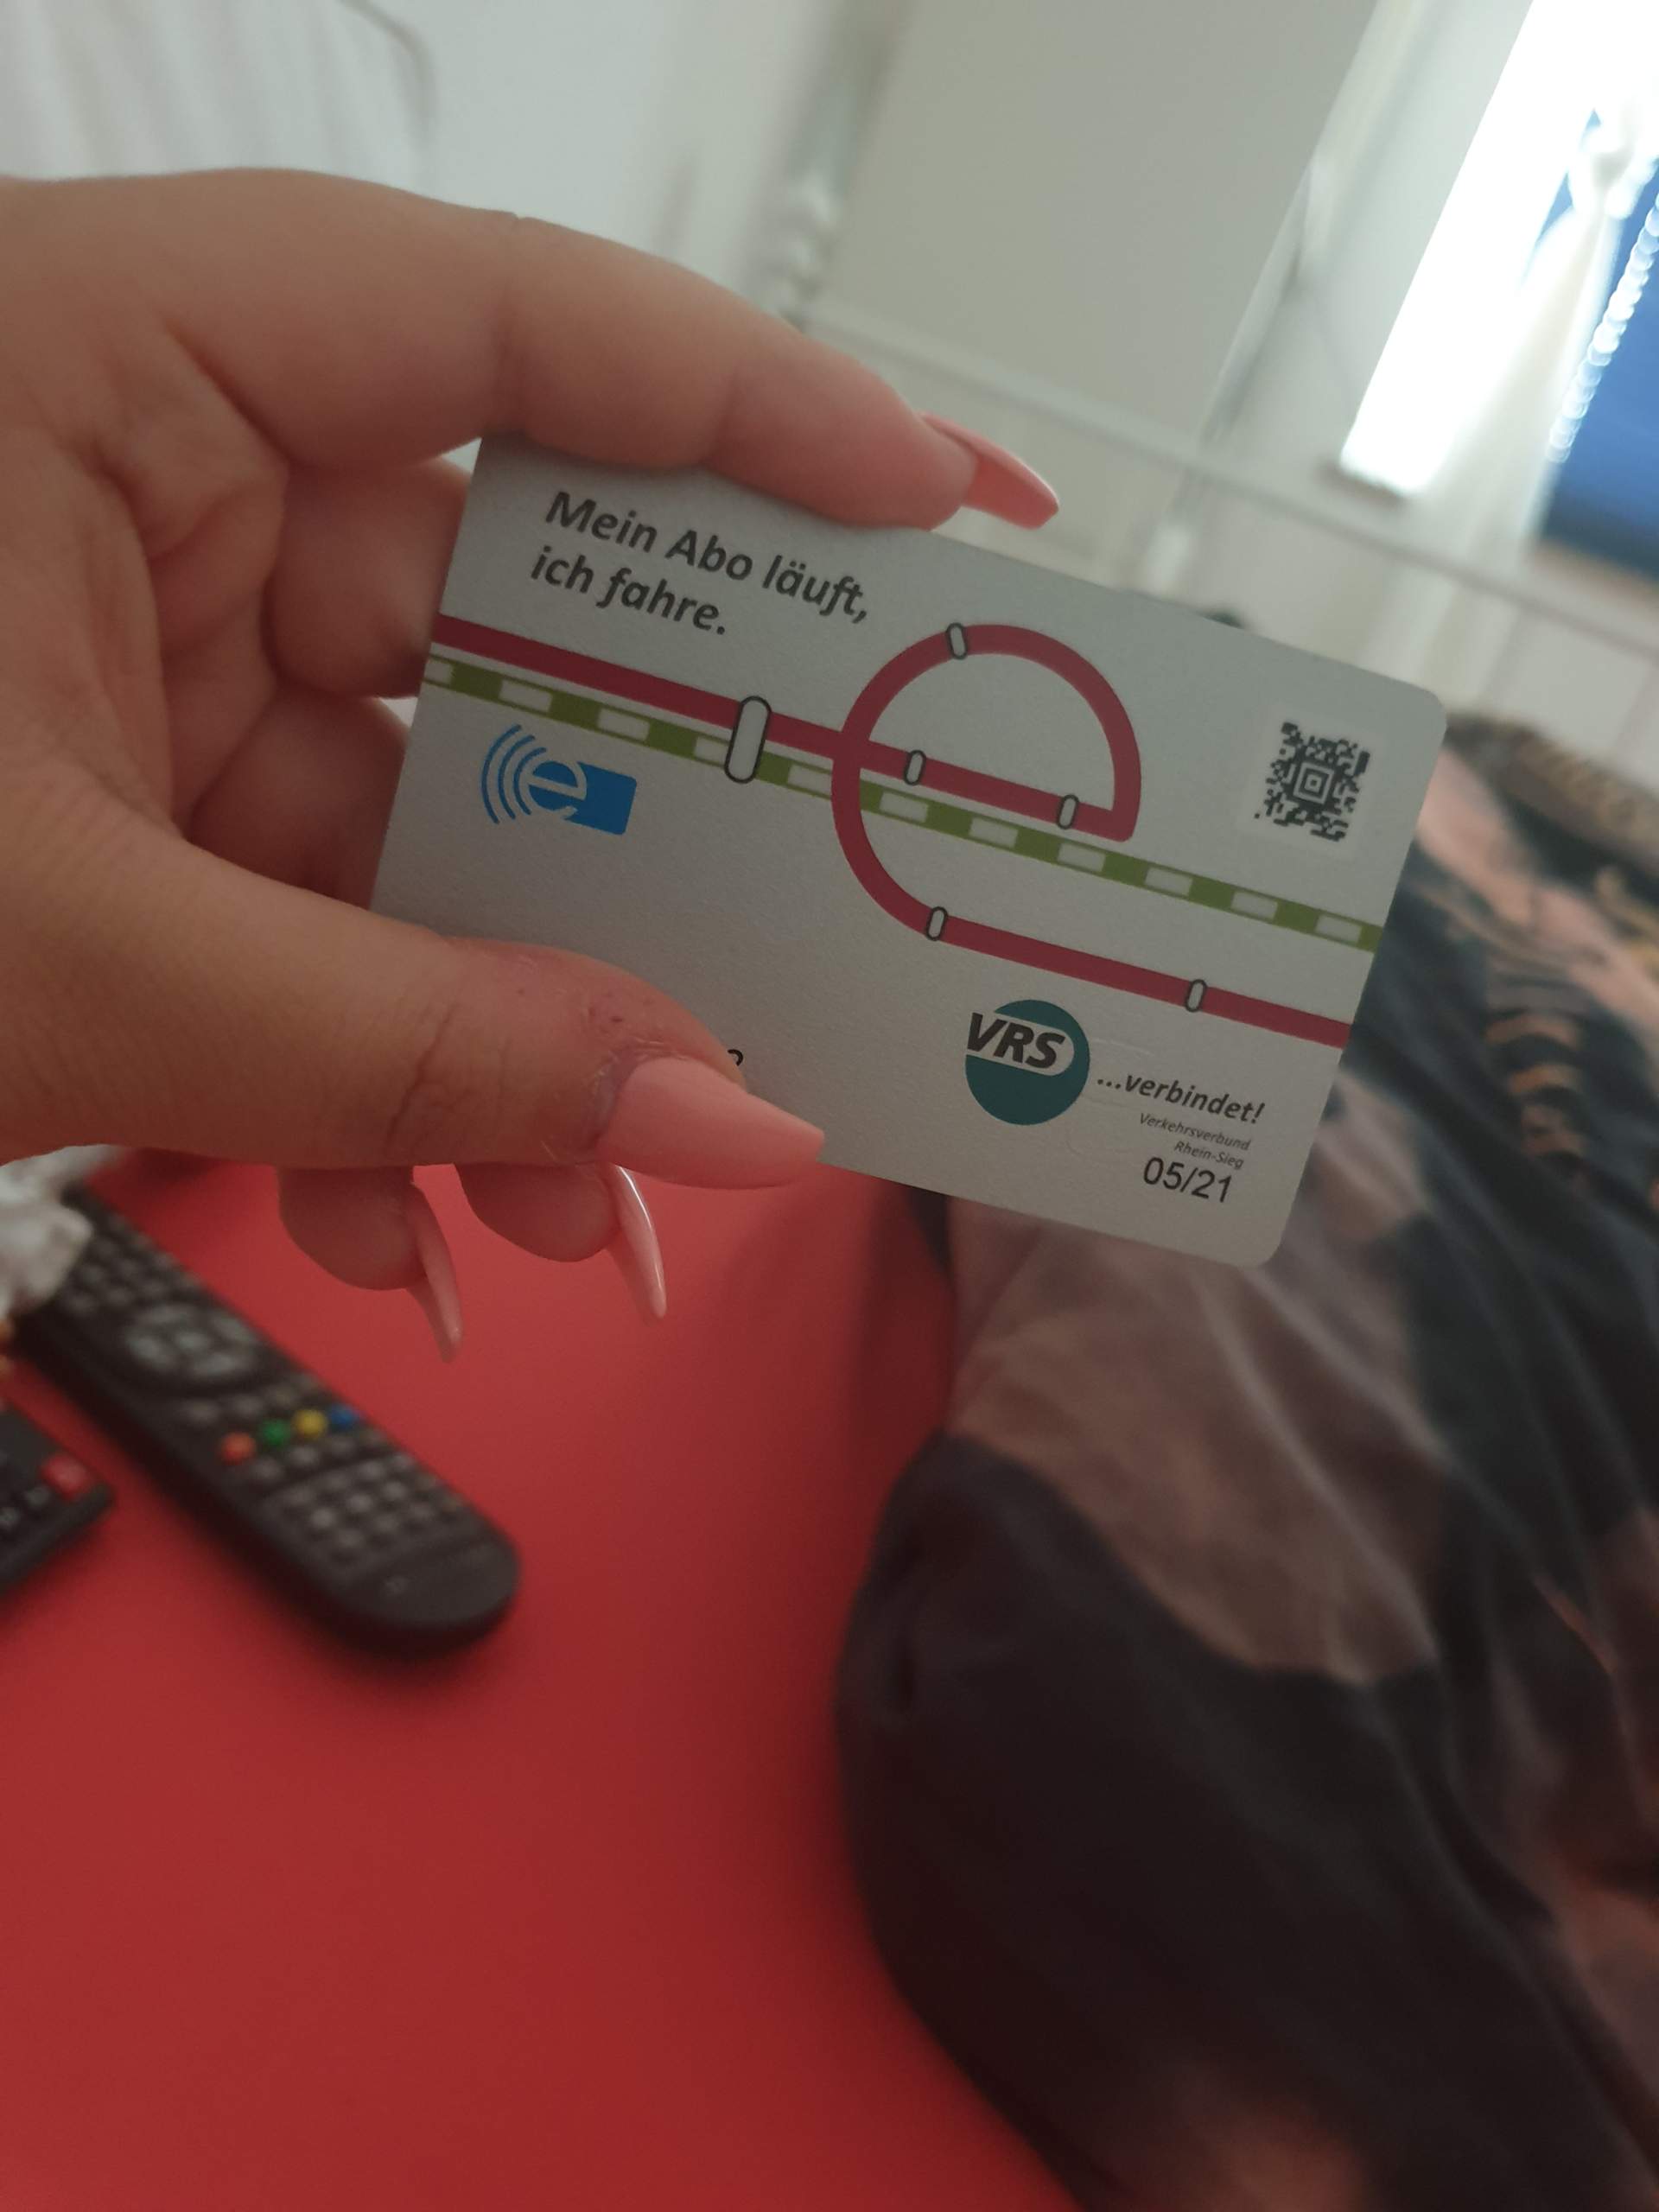 Mein Abo läuft,
ich fahre.
e
VRS
...verbindet!
Verkehrsverbund
Rhein-Sieg
05/21